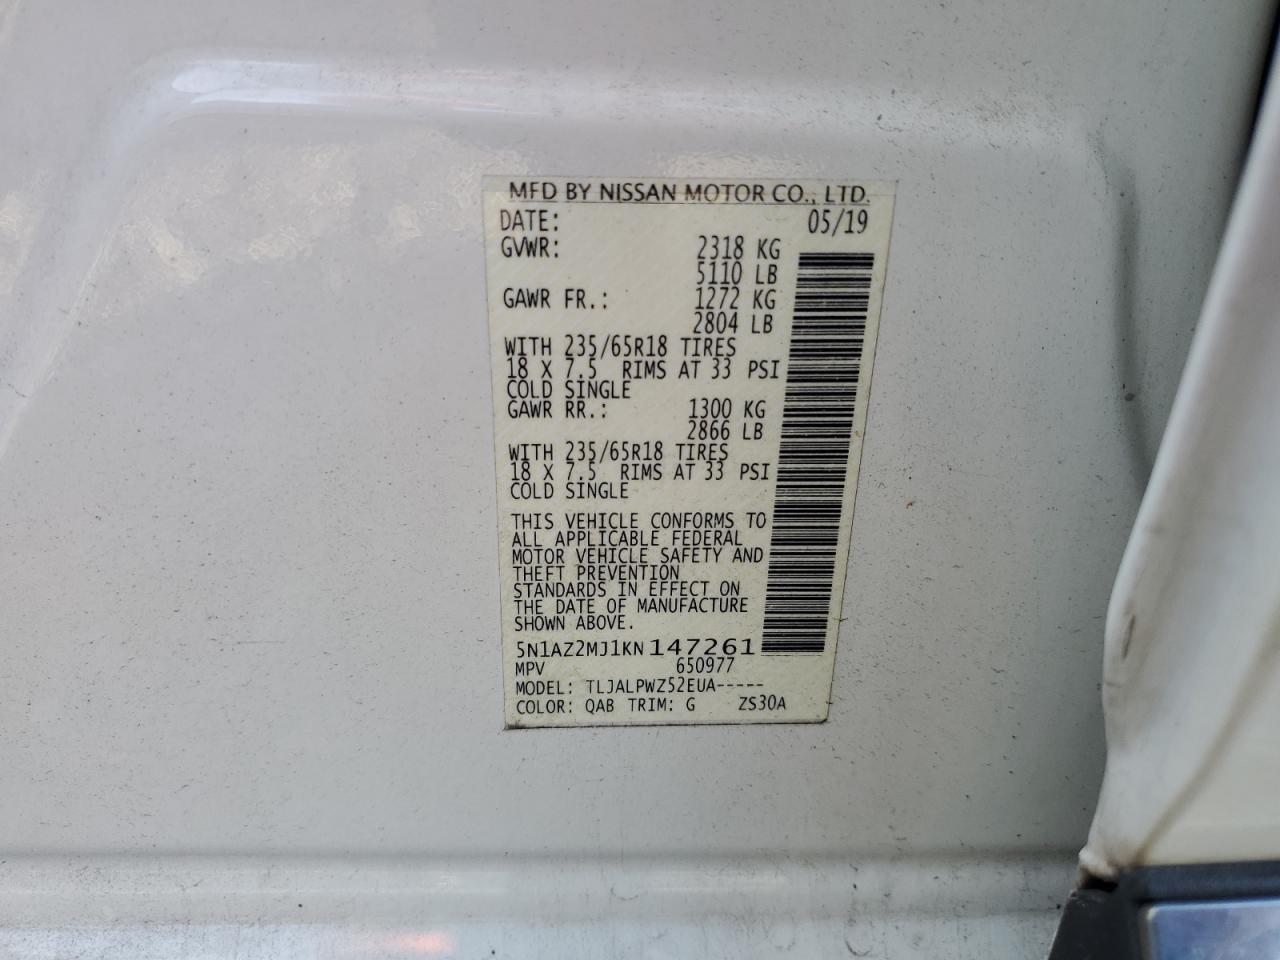 MFD BY NISSAN MOTOR CO., LTD.
DATE: 05/19
GVWR: 2318 KG
5110 LB
GAWR FR.: 1272 KG
2804 LB
WITH 235/65R18 TIRES
18 X 7.5 RIMS AT 33 PSI
COLD SINGLE
GAWR RR.: 1300 KG
2866 LB
WITH 235/65R18 TIRES
18 X 7.5 RIMS AT 33 PSI
COLD SINGLE
THIS VEHICLE CONFORMS TO
ALL APPLICABLE FEDERAL
MOTOR VEHICLE SAFETY AND
THEFT PREVENTION
STANDARDS IN EFFECT ON
THE DATE OF MANUFACTURE
SHOWN ABOVE.
5N1AZ2MJ1KN147261
MPV 650977
MODEL: TLJALPWZ52EUA-----
COLOR: QAB TRIM: G ZS30A